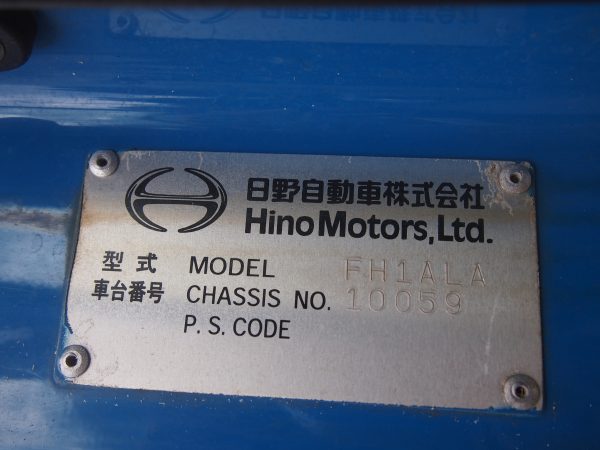 日野自動車株式会社
Hino Motors, Ltd.
型式 MODEL FH1ALA
車台番号 CHASSIS NO. 10059
P. S. CODE